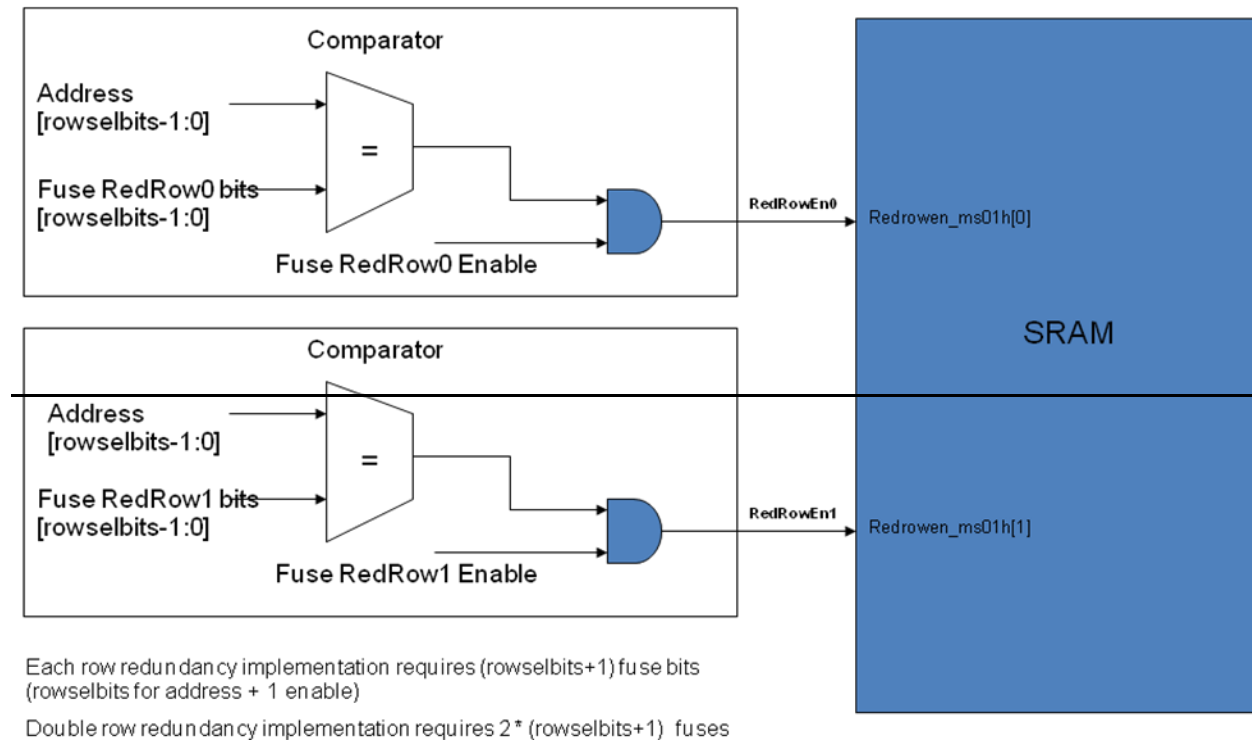 Comparator
Address
[rowselbits-1:0]
=
Fuse RedRow0 bits
[rowselbits-1:0]
Fuse RedRow0 Enable
RedRowEn0
Redrowen_ms01h[0]
SRAM
Comparator
Address
[rowselbits-1:0]
=
Fuse RedRow1 bits
[rowselbits-1:0]
Fuse RedRow1 Enable
RedRowEn1
Redrowen_ms01h[1]
Each row redundancy implementation requires (rowselbits+1) fuse bits
(rowselbits for address + 1 enable)
Double row redundancy implementation requires 2 * (rowselbits+1) fuses